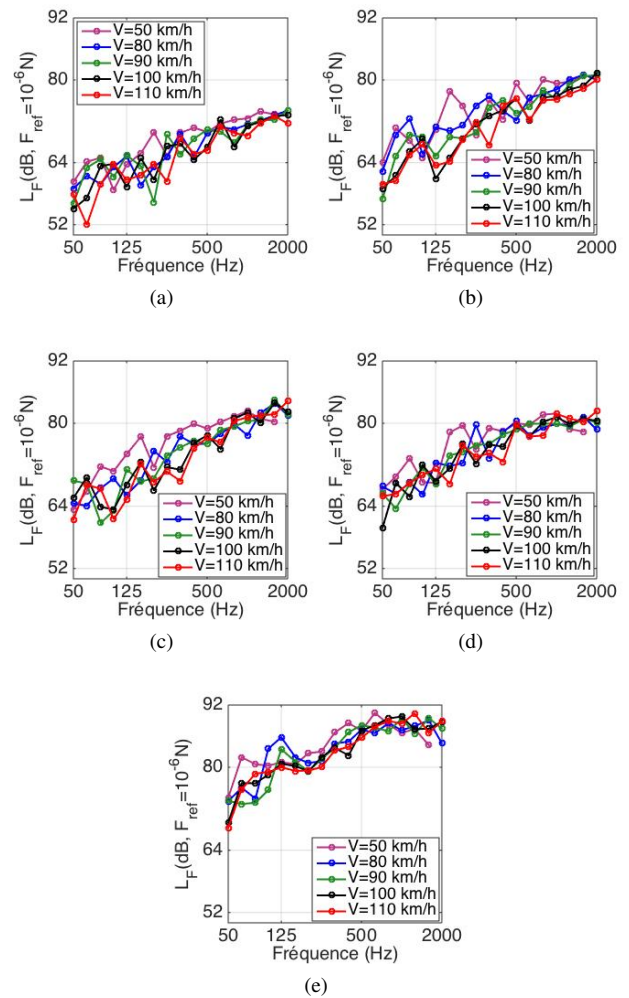 92
80
64
52
50
125
500
2000
L_F(dB, F_ref=10^-6N)
Fréquence (Hz)
V=50 km/h
V=80 km/h
V=90 km/h
V=100 km/h
V=110 km/h
(a)
92
80
64
52
50
125
500
2000
L_F(dB, F_ref=10^-6N)
Fréquence (Hz)
V=50 km/h
V=80 km/h
V=90 km/h
V=100 km/h
V=110 km/h
(b)
92
80
64
52
50
125
500
2000
L_F(dB, F_ref=10^-6N)
Fréquence (Hz)
V=50 km/h
V=80 km/h
V=90 km/h
V=100 km/h
V=110 km/h
(c)
92
80
64
52
50
125
500
2000
L_F(dB, F_ref=10^-6N)
Fréquence (Hz)
V=50 km/h
V=80 km/h
V=90 km/h
V=100 km/h
V=110 km/h
(d)
92
80
64
52
50
125
500
2000
L_F(dB, F_ref=10^-6N)
Fréquence (Hz)
V=50 km/h
V=80 km/h
V=90 km/h
V=100 km/h
V=110 km/h
(e)